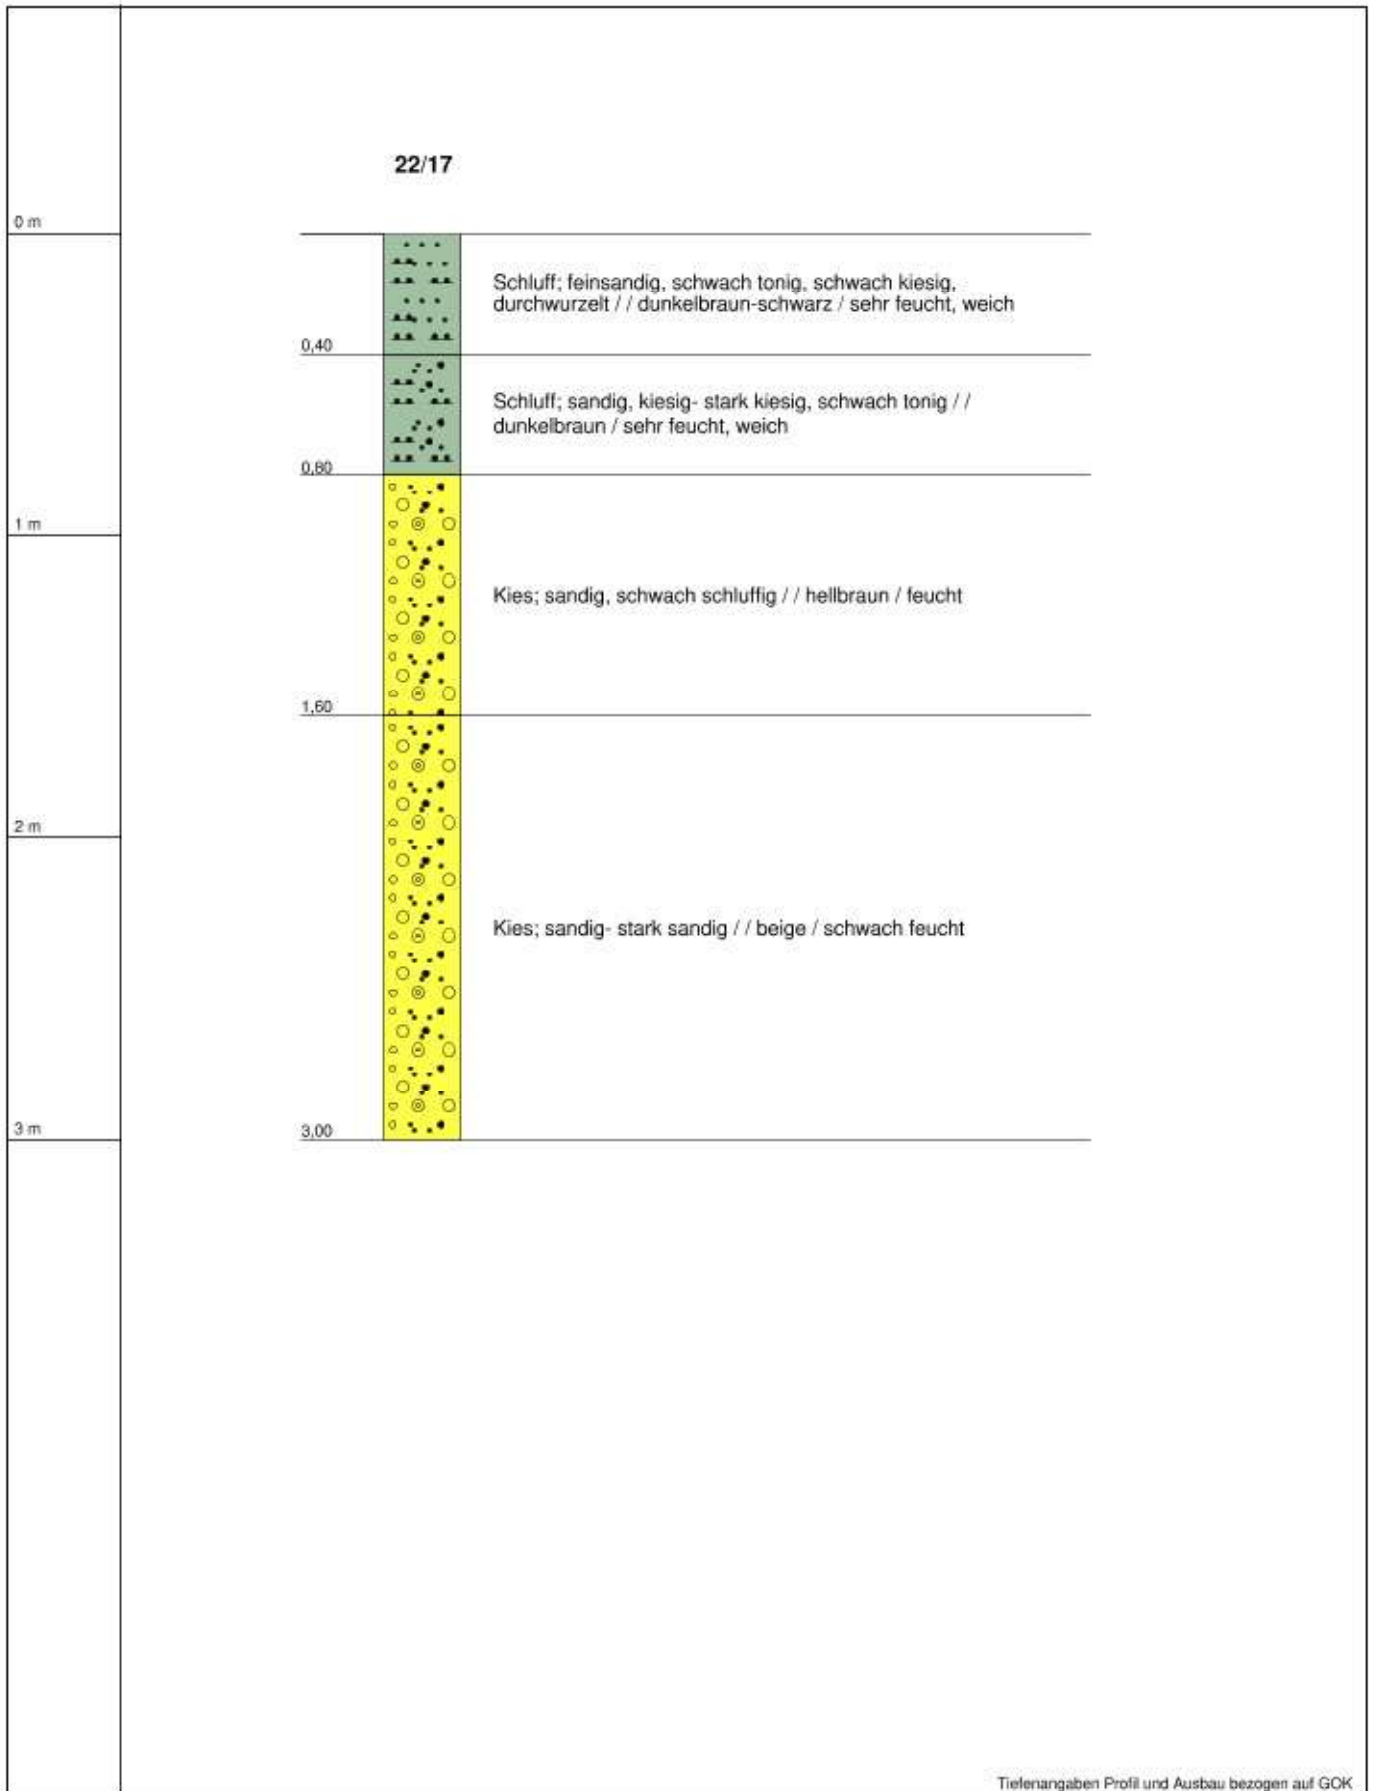 22/17
0 m
Schluff; feinsandig, schwach tonig, schwach kiesig,
durchwurzelt / / dunkelbraun-schwarz / sehr feucht, weich
0,40
Schluff; sandig, kiesig- stark kiesig, schwach tonig / /
dunkelbraun / sehr feucht, weich
0,80
1 m
Kies; sandig, schwach schluffig / / hellbraun / feucht
1,60
2 m
Kies; sandig- stark sandig / / beige / schwach feucht
3 m
3,00
Tiefenangaben Profil und Ausbau bezogen auf GOK